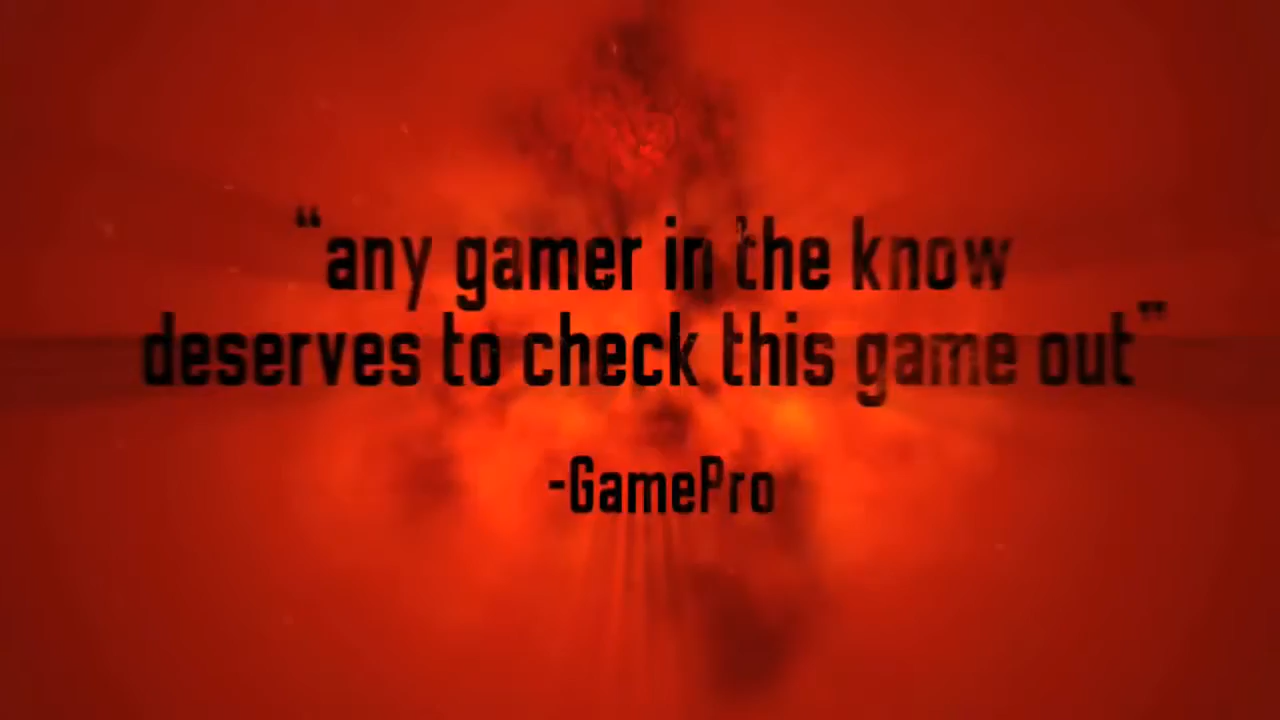 “any gamer in the know
deserves to check this game out”
-GamePro